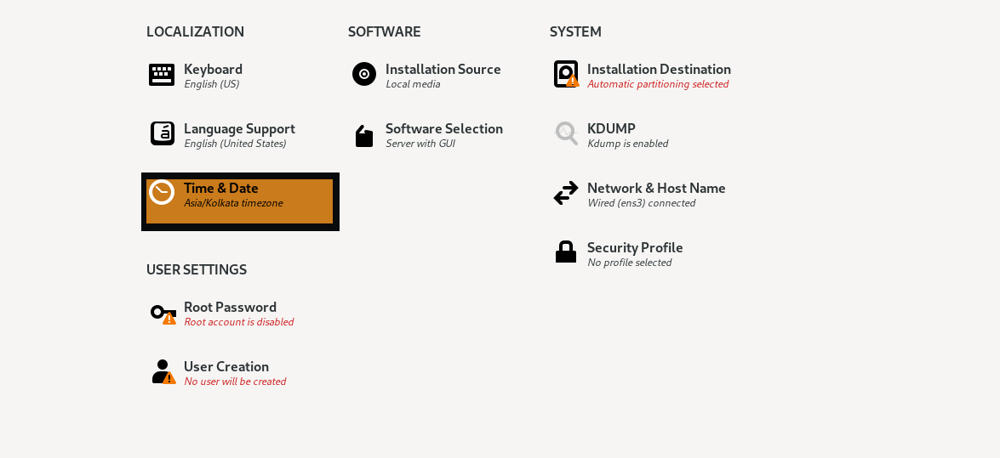 LOCALIZATION
Keyboard
English (US)
Language Support
English (United States)
Time & Date
Asia/Kolkata timezone
USER SETTINGS
Root Password
Root account is disabled
User Creation
No user will be created
SOFTWARE
Installation Source
Local media
Software Selection
Server with GUI
SYSTEM
Installation Destination
Automatic partitioning selected
KDUMP
Kdump is enabled
Network & Host Name
Wired (ens3) connected
Security Profile
No profile selected